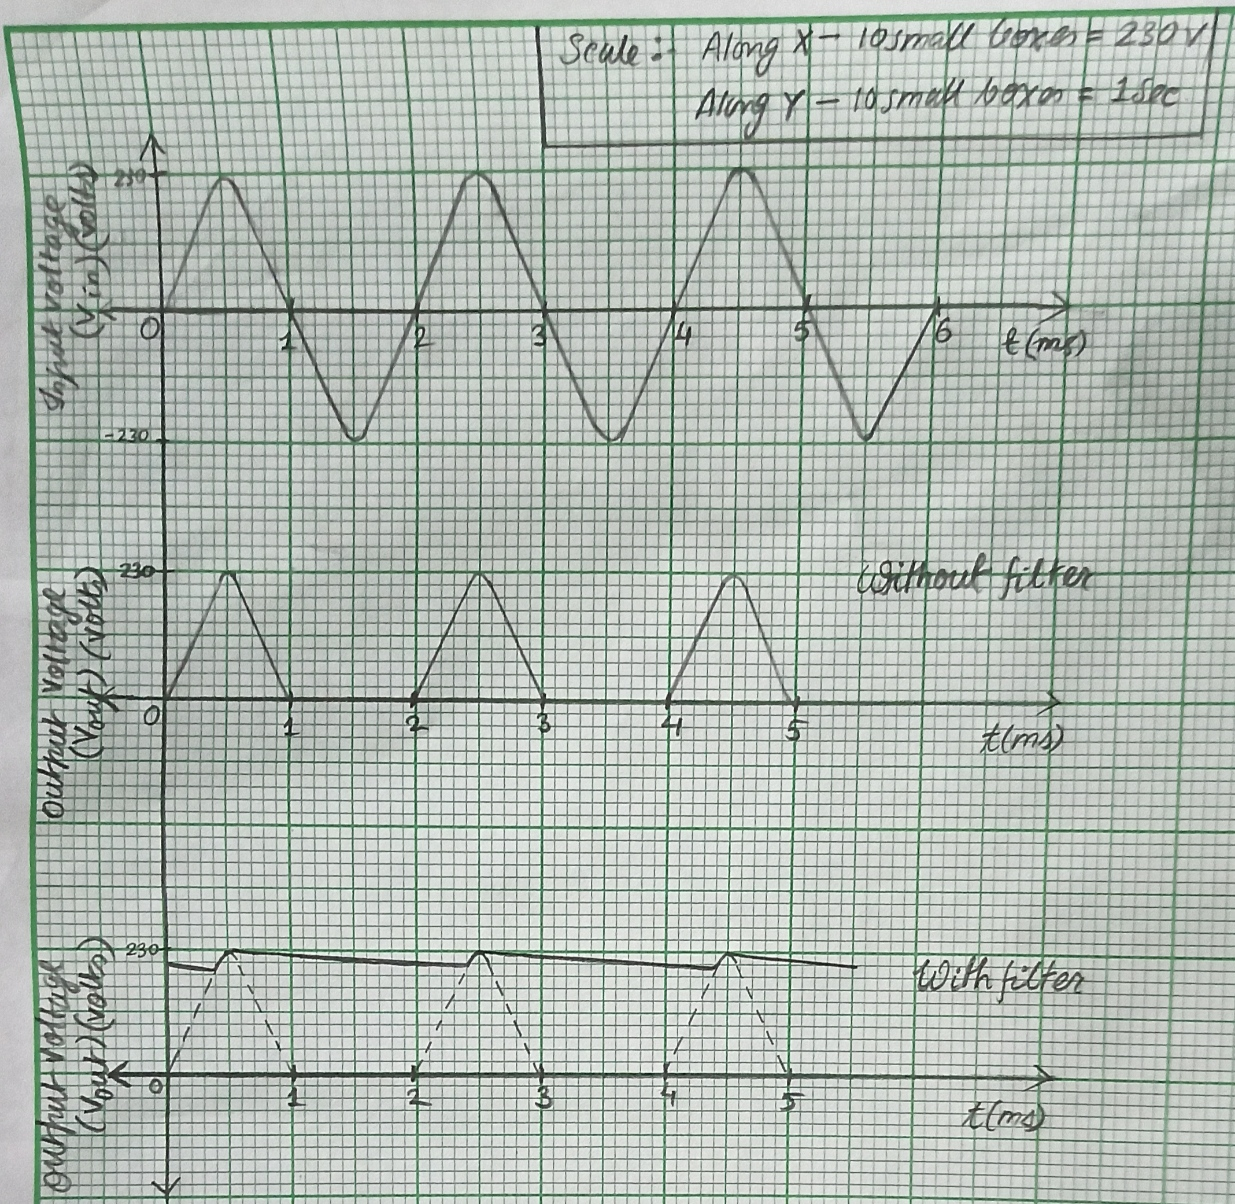 Scale :- Along X - 10 small boxes = 230 V
Along Y - 10 small boxes = 1 Sec
Input voltage
(Vin) (volts)
230
0
1
2
3
4
5
6
t(ms)
-230
Output voltage
(Vout) (volts)
230
Without filter
0
1
2
3
4
5
t(ms)
Output voltage
(Vout) (volts)
230
With filter
0
1
2
3
4
5
t(ms)